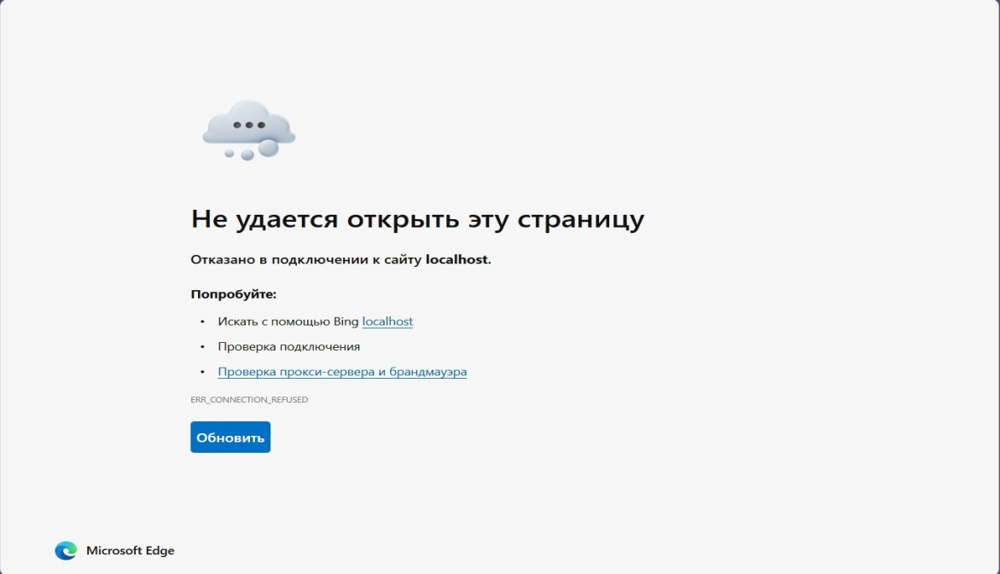 Не удается открыть эту страницу
Отказано в подключении к сайту localhost.
Попробуйте:
• Искать с помощью Bing localhost
• Проверка подключения
• Проверка прокси-сервера и брандмауэра
ERR_CONNECTION_REFUSED
Обновить
Microsoft Edge